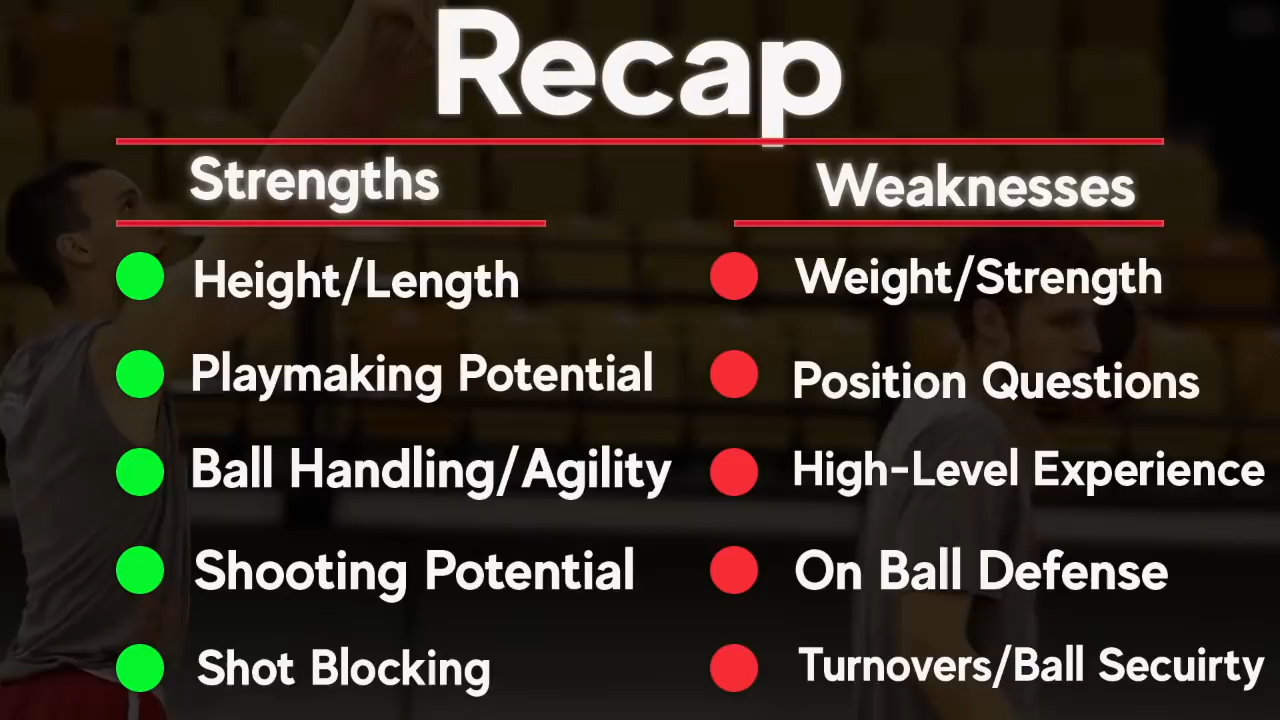 Recap
Strengths
Weaknesses
Height/Length
Weight/Strength
Playmaking Potential
Position Questions
Ball Handling/Agility
High-Level Experience
Shooting Potential
On Ball Defense
Shot Blocking
Turnovers/Ball Secuirty